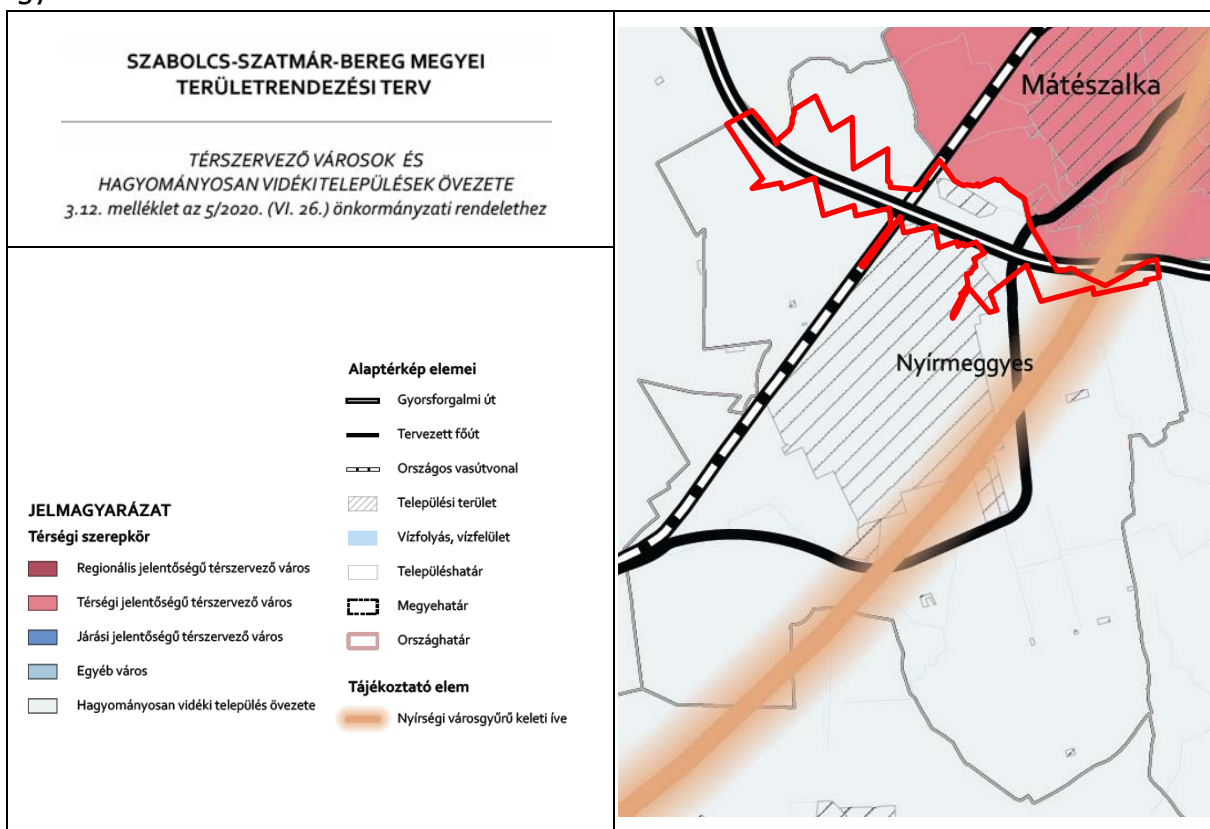 SZABOLCS-SZATMÁR-BEREG MEGYEI
TERÜLETRENDEZÉSI TERV
TÉRSZERVEZŐ VÁROSOK ÉS
HAGYOMÁNYOSAN VIDÉKI TELEPÜLÉSEK ÖVEZETE
3.12. melléklet az 5/2020. (VI. 26.) önkormányzati rendelethez
JELMAGYARÁZAT
Térségi szerepkör
Regionális jelentőségű térszervező város
Térségi jelentőségű térszervező város
Járási jelentőségű térszervező város
Egyéb város
Hagyományosan vidéki település övezete
Alaptérkép elemei
Gyorsforgalmi út
Tervezett főút
Országos vasútvonal
Települési terület
Vízfolyás, vízfelület
Településhatár
Megyehatár
Országhatár
Tájékoztató elem
Nyírségi városgyűrű keleti íve
Mátészalka
Nyírmeggyes